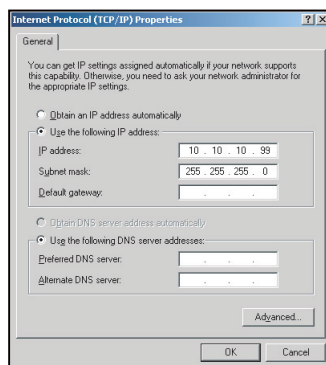 Internet Protocol (TCP/IP) Properties
General
You can get IP settings assigned automatically if your network supports
this capability. Otherwise, you need to ask your network administrator for
the appropriate IP settings.
Obtain an IP address automatically
Use the following IP address:
IP address: 10 . 10 . 10 . 99
Subnet mask: 255 . 255 . 255 . 0
Default gateway: . . .
Obtain DNS server address automatically
Use the following DNS server addresses:
Preferred DNS server: . . .
Alternate DNS server: . . .
Advanced...
OK Cancel